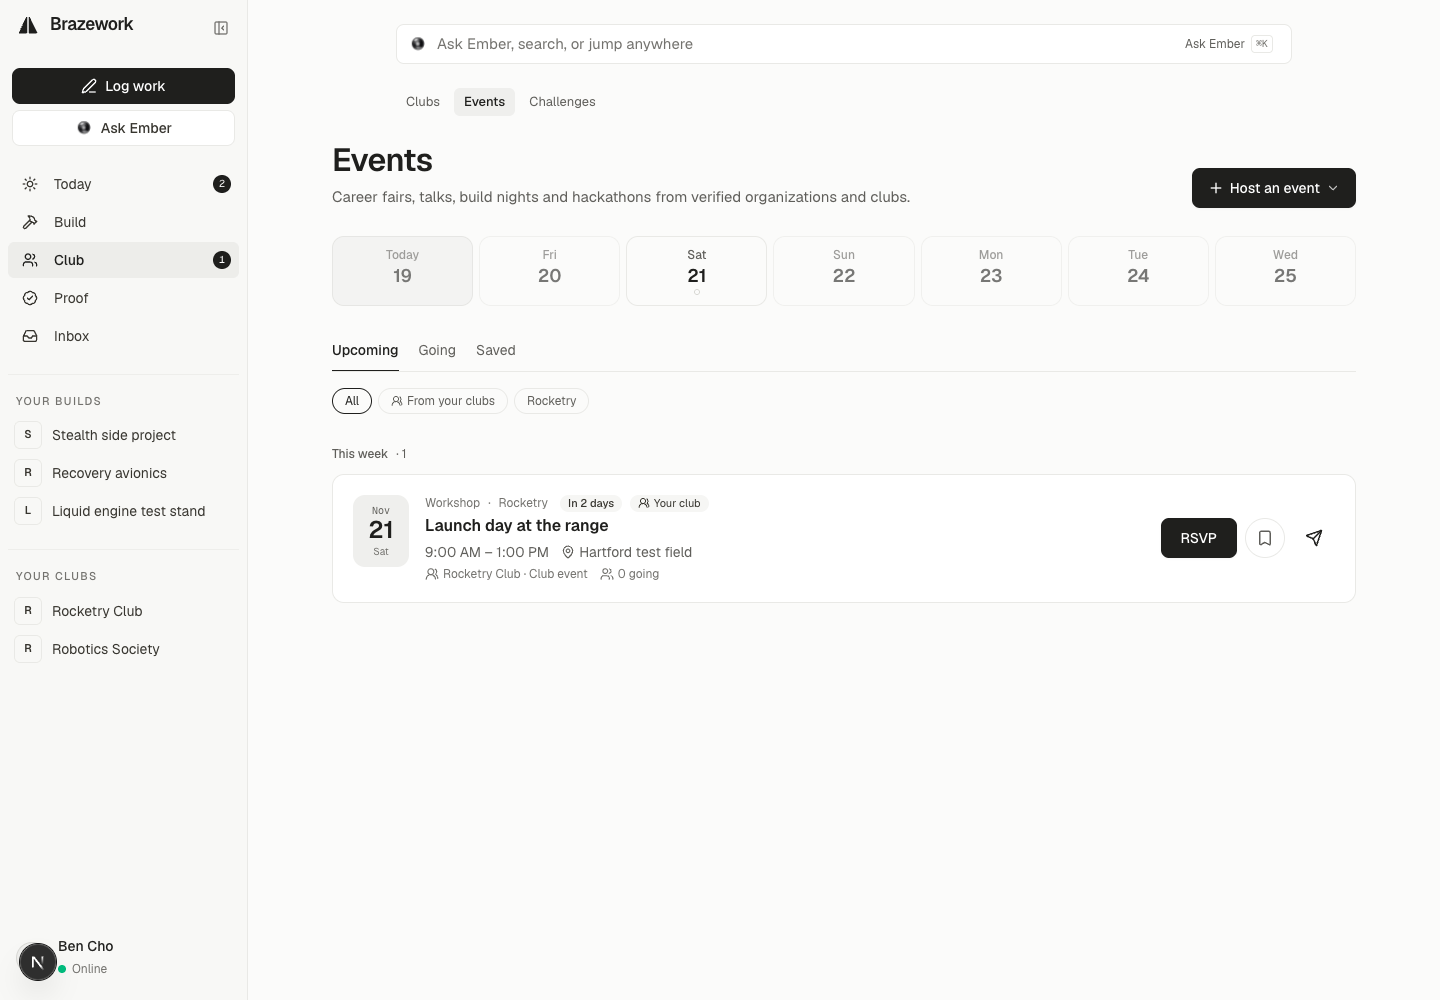 Brazework
Log work
Ask Ember
Today 2
Build
Club 1
Proof
Inbox
YOUR BUILDS
S Stealth side project
R Recovery avionics
L Liquid engine test stand
YOUR CLUBS
R Rocketry Club
R Robotics Society
N Ben Cho
Online
Ask Ember, search, or jump anywhere Ask Ember ⌘K
Clubs Events Challenges
Events
Career fairs, talks, build nights and hackathons from verified organizations and clubs.
Host an event
Today Fri Sat Sun Mon Tue Wed
19 20 21 22 23 24 25
Upcoming Going Saved
All From your clubs Rocketry
This week · 1
Nov
21
Sat
Workshop · Rocketry In 2 days Your club
Launch day at the range
9:00 AM – 1:00 PM Hartford test field
Rocketry Club · Club event 0 going
RSVP